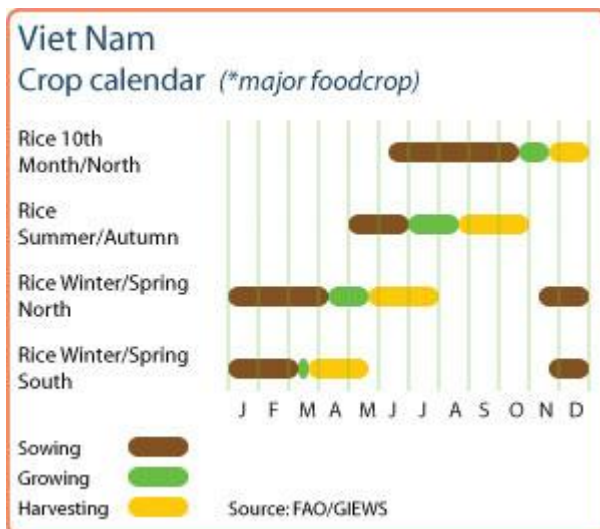 Viet Nam
Crop calendar (*major foodcrop)
Rice 10th
Month/North
Rice
Summer/Autumn
Rice Winter/Spring
North
Rice Winter/Spring
South
J F M A M J J A S O N D
Sowing
Growing
Harvesting
Source: FAO/GIEWS